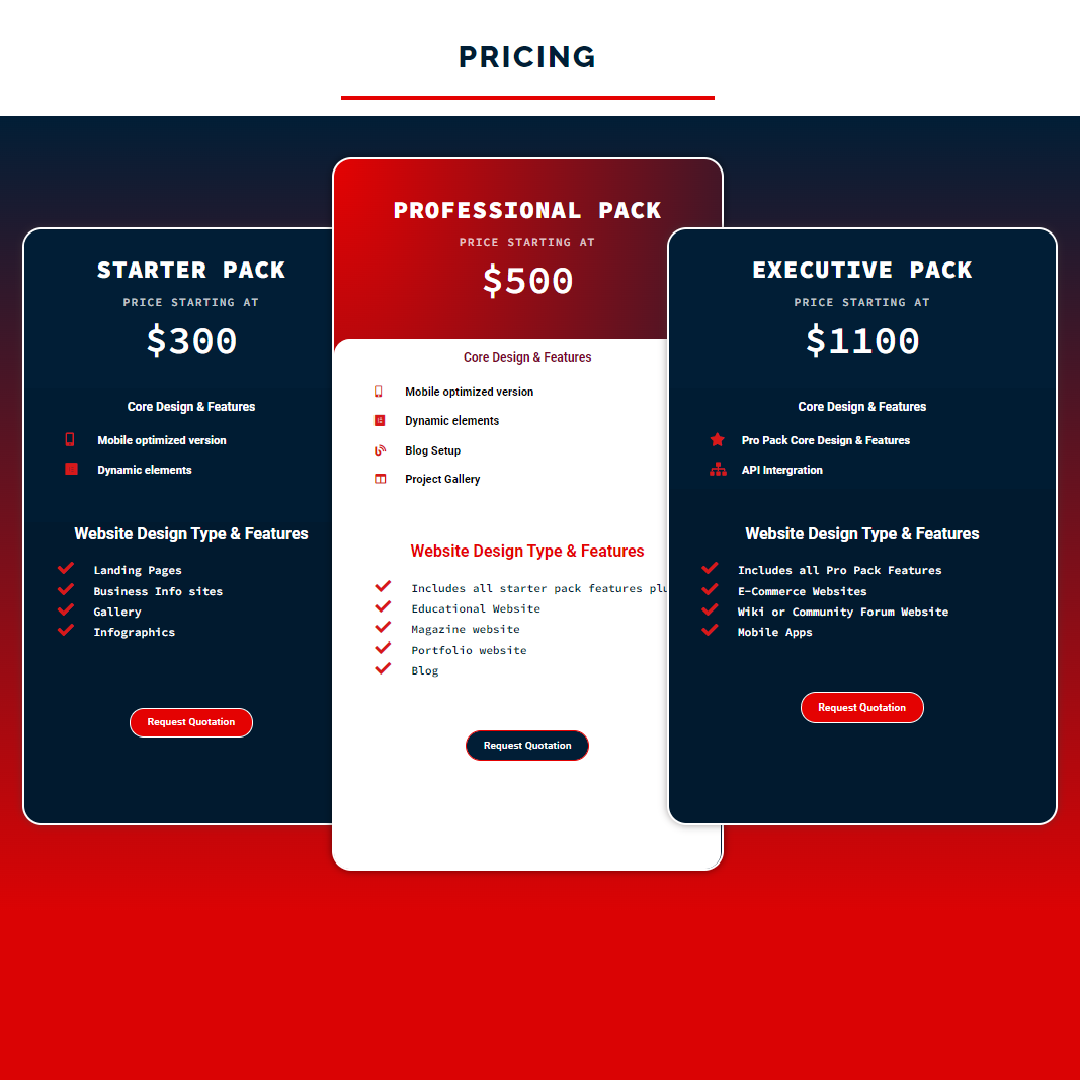 PRICING
STARTER PACK
PRICE STARTING AT
$300
Core Design & Features
Mobile optimized version
Dynamic elements
Website Design Type & Features
Landing Pages
Business Info sites
Gallery
Infographics
Request Quotation
PROFESSIONAL PACK
PRICE STARTING AT
$500
Core Design & Features
Mobile optimized version
Dynamic elements
Blog Setup
Project Gallery
Website Design Type & Features
Includes all starter pack features
Educational Website
Magazine website
Portfolio website
Blog
Request Quotation
EXECUTIVE PACK
PRICE STARTING AT
$1100
Core Design & Features
Pro Pack Core Design & Features
API Intergration
Website Design Type & Features
Includes all Pro Pack Features
E-Commerce Websites
Wiki or Community Forum Website
Mobile Apps
Request Quotation